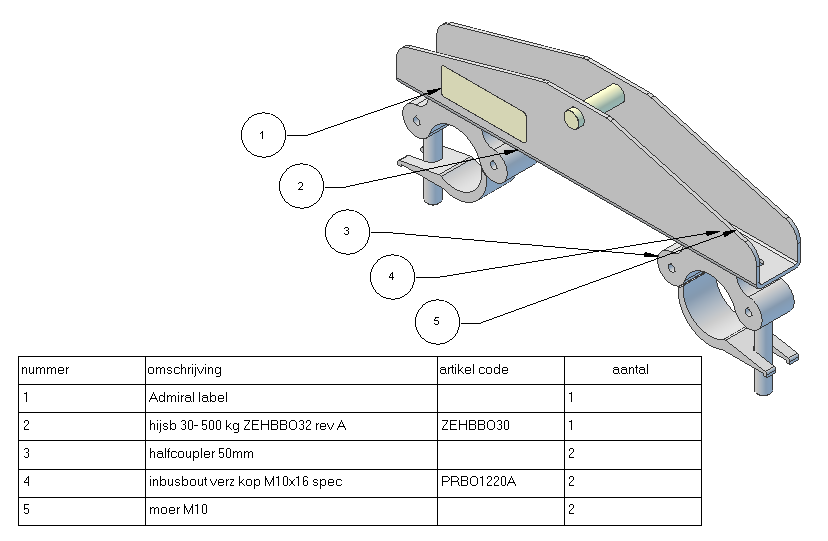 1
2
3
4
5
nummer omschrijving artikel code aantal
1 Admiral label 1
2 hijsb 30- 500 kg ZEHBBO32 rev A ZEHBBO30 1
3 halfcoupler 50mm 2
4 inbusbout verz kop M10x16 spec PRBO1220A 2
5 moer M10 2